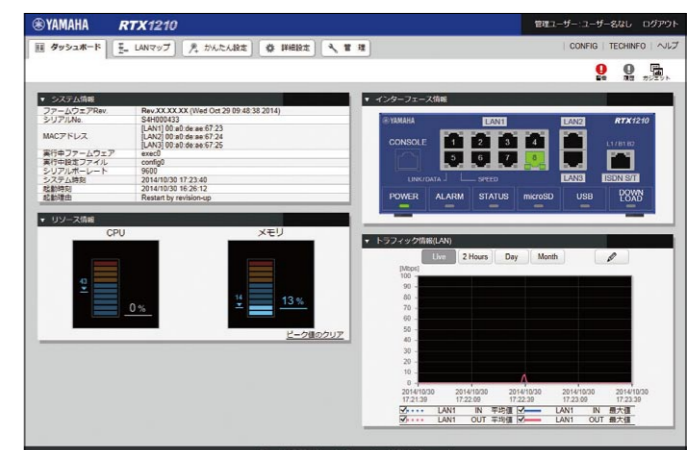 YAMAHA RTX1210 管理ユーザー:ユーザー名なし ログアウト
ダッシュボード LANマップ かんたん設定 詳細設定 管 理 CONFIG TECHINFO ヘルプ
ガジェット
▼ システム情報
ファームウェアRev. Rev.XX.XX.XX (Wed Oct 29 09:48:38 2014)
シリアルNo. S4H000433
MACアドレス [LAN1] 00:a0:de:ae:67:23
[LAN2] 00:a0:de:ae:67:24
[LAN3] 00:a0:de:ae:67:25
実行中ファームウェア exec0
実行中設定ファイル config0
シリアルボーレート 9600
システム時刻 2014/10/30 17:23:40
起動時刻 2014/10/30 16:26:12
起動理由 Restart by revision-up
▼ リソース情報
CPU メモリ
43 0 %
14 13 %
ピーク値のクリア
▼ インターフェース情報
YAMAHA LAN1 LAN2 RTX1210
CONSOLE 1 2 3 4 L1 / B1 B2
5 6 7 8
LINK/DATA SPEED LAN3 ISDN S/T
POWER ALARM STATUS microSD USB DOWN LOAD
▼ トラフィック情報(LAN)
Live 2 Hours Day Month
[Mbps]
100
90
80
70
60
50
40
30
20
10
0
2014/10/30 2014/10/30 2014/10/30 2014/10/30 2014/10/30
17:21:39 17:22:09 17:22:39 17:23:09 17:23:39
LAN1 IN 平均値 LAN1 IN 最大値
LAN1 OUT 平均値 LAN1 OUT 最大値